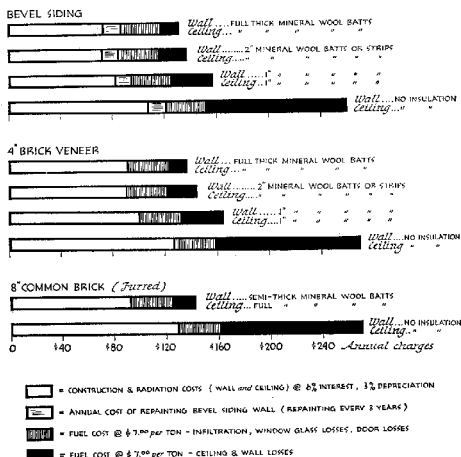 BEVEL SIDING
Wall .... FULL THICK MINERAL WOOL BATTS
Ceiling... " " " " "
Wall ........ 2" MINERAL WOOL BATTS OR STRIPS
Ceiling.... " " " " " "
Wall ...... 1" " " " " "
Ceiling.... 1" " " " " "
Wall ..... NO INSULATION
Ceiling.. " "
4" BRICK VENEER
Wall .... FULL THICK MINERAL WOOL BATTS
Ceiling... " " " " "
Wall ........ 2" MINERAL WOOL BATTS OR STRIPS
Ceiling..... " " " " " "
Wall ...... 1" " " " " "
Ceiling.... 1" " " " " "
Wall .... NO INSULATION
Ceiling " "
8" COMMON BRICK (Furred)
Wall ..... SEMI-THICK MINERAL WOOL BATTS
Ceiling... FULL " " " "
Wall .... NO INSULATION
Ceiling.. " "
0 $40 $80 $120 $160 $200 $240 Annual charges
= CONSTRUCTION & RADIATION COSTS (WALL and CEILING) @ 6% INTEREST, 3% DEPRECIATION
= ANNUAL COST OF REPAINTING BEVEL SIDING WALL (REPAINTING EVERY 3 YEARS)
= FUEL COST @ $7.00 per TON - INFILTRATION, WINDOW GLASS LOSSES, DOOR LOSSES
= FUEL COST @ $7.00 per TON - CEILING & WALL LOSSES